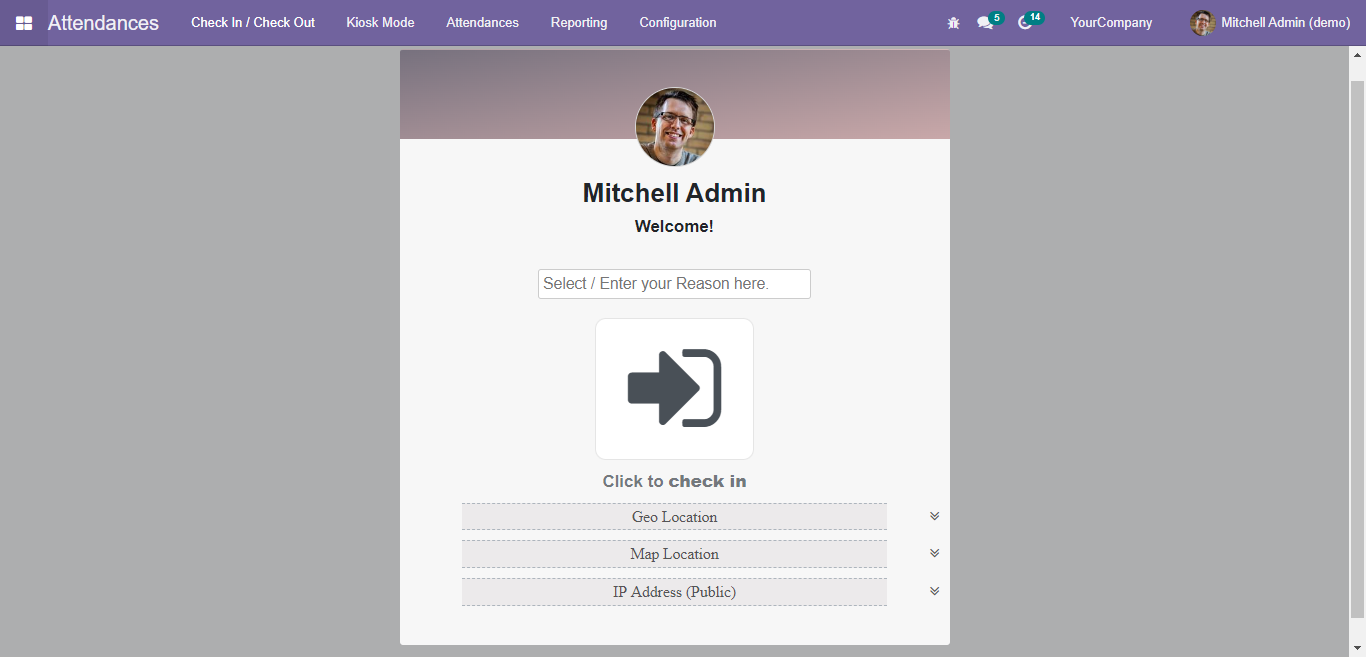 Attendances Check In / Check Out Kiosk Mode Attendances Reporting Configuration 5 14 YourCompany Mitchell Admin (demo)
Mitchell Admin
Welcome!
Select / Enter your Reason here.
Click to check in
Geo Location
Map Location
IP Address (Public)